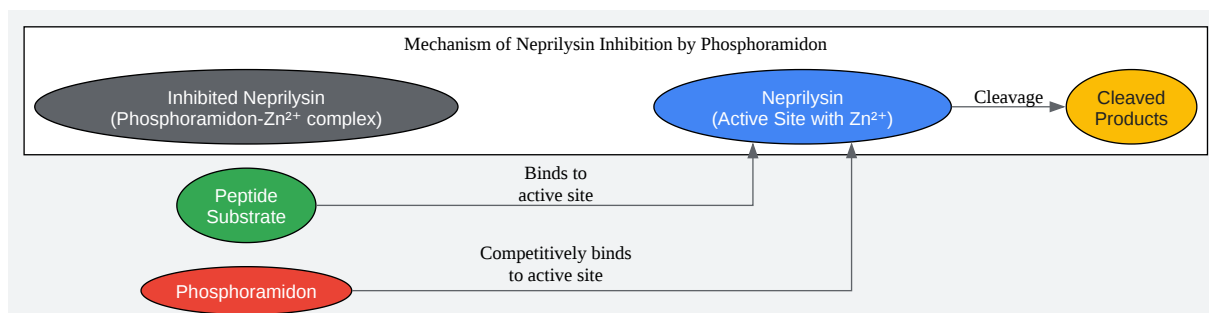 Mechanism of Neprilysin Inhibition by Phosphoramidon
Inhibited Neprilysin
(Phosphoramidon-Zn²⁺ complex)
Neprilysin
(Active Site with Zn²⁺)
Cleavage
Cleaved
Products
Peptide
Substrate
Binds to
active site
Phosphoramidon
Competitively binds
to active site